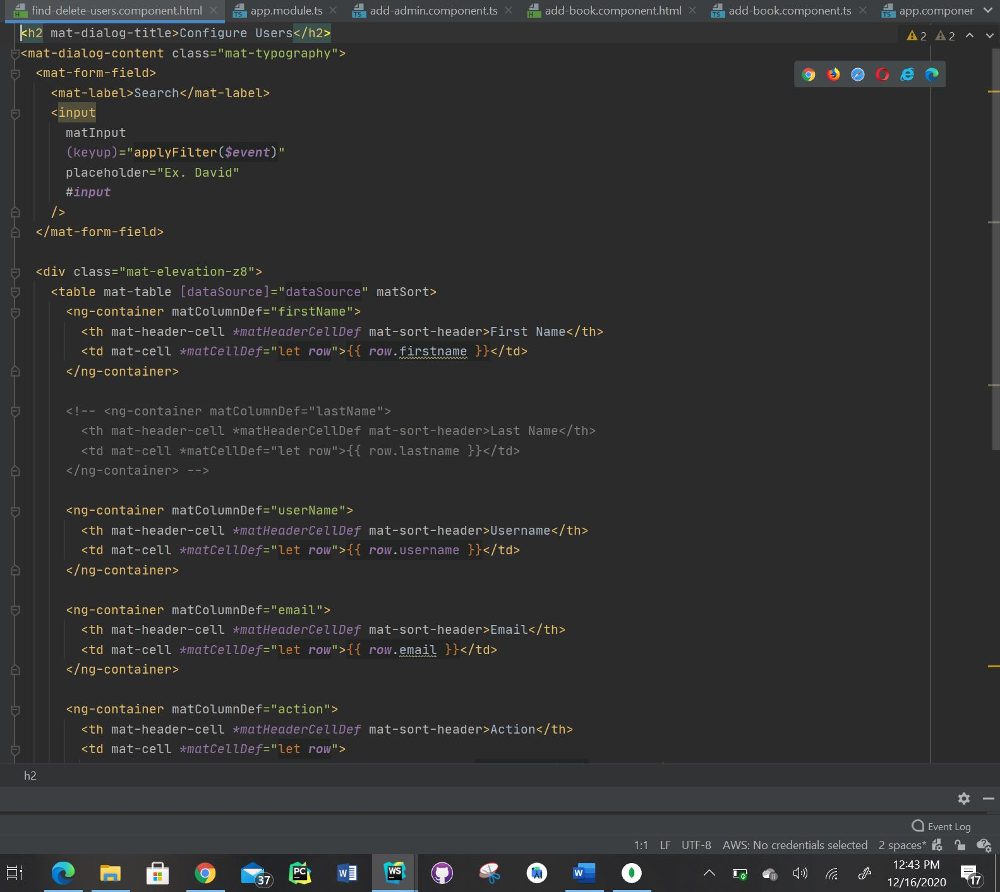 find-delete-users.component.html app.module.ts add-admin.component.ts add-book.component.html add-book.component.ts app.componer
<h2 mat-dialog-title>Configure Users</h2>
2 2
<mat-dialog-content class="mat-typography">
<mat-form-field>
<mat-label>Search</mat-label>
<input
matInput
(keyup)="applyFilter($event)"
placeholder="Ex. David"
#input
/>
</mat-form-field>
<div class="mat-elevation-z8">
<table mat-table [dataSource]="dataSource" matSort>
<ng-container matColumnDef="firstName">
<th mat-header-cell *matHeaderCellDef mat-sort-header>First Name</th>
<td mat-cell *matCellDef="let row">{{ row.firstname }}</td>
</ng-container>
<!-- <ng-container matColumnDef="lastName">
<th mat-header-cell *matHeaderCellDef mat-sort-header>Last Name</th>
<td mat-cell *matCellDef="let row">{{ row.lastname }}</td>
</ng-container> -->
<ng-container matColumnDef="userName">
<th mat-header-cell *matHeaderCellDef mat-sort-header>Username</th>
<td mat-cell *matCellDef="let row">{{ row.username }}</td>
</ng-container>
<ng-container matColumnDef="email">
<th mat-header-cell *matHeaderCellDef mat-sort-header>Email</th>
<td mat-cell *matCellDef="let row">{{ row.email }}</td>
</ng-container>
<ng-container matColumnDef="action">
<th mat-header-cell *matHeaderCellDef mat-sort-header>Action</th>
<td mat-cell *matCellDef="let row">
h2
Event Log
1:1 LF UTF-8 AWS: No credentials selected 2 spaces*
37 PC W WS W
12:43 PM
12/16/2020
17